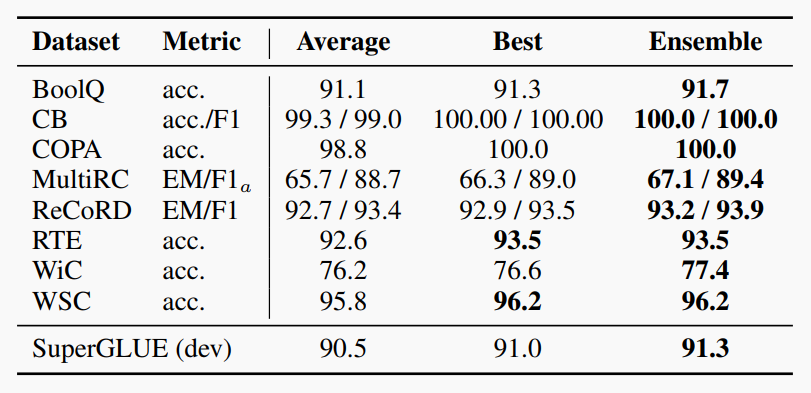 Dataset Metric Average Best Ensemble
BoolQ acc. 91.1 91.3 91.7
CB acc./F1 99.3 / 99.0 100.00 / 100.00 100.0 / 100.0
COPA acc. 98.8 100.0 100.0
MultiRC EM/F1a 65.7 / 88.7 66.3 / 89.0 67.1 / 89.4
ReCoRD EM/F1 92.7 / 93.4 92.9 / 93.5 93.2 / 93.9
RTE acc. 92.6 93.5 93.5
WiC acc. 76.2 76.6 77.4
WSC acc. 95.8 96.2 96.2
SuperGLUE (dev) 90.5 91.0 91.3